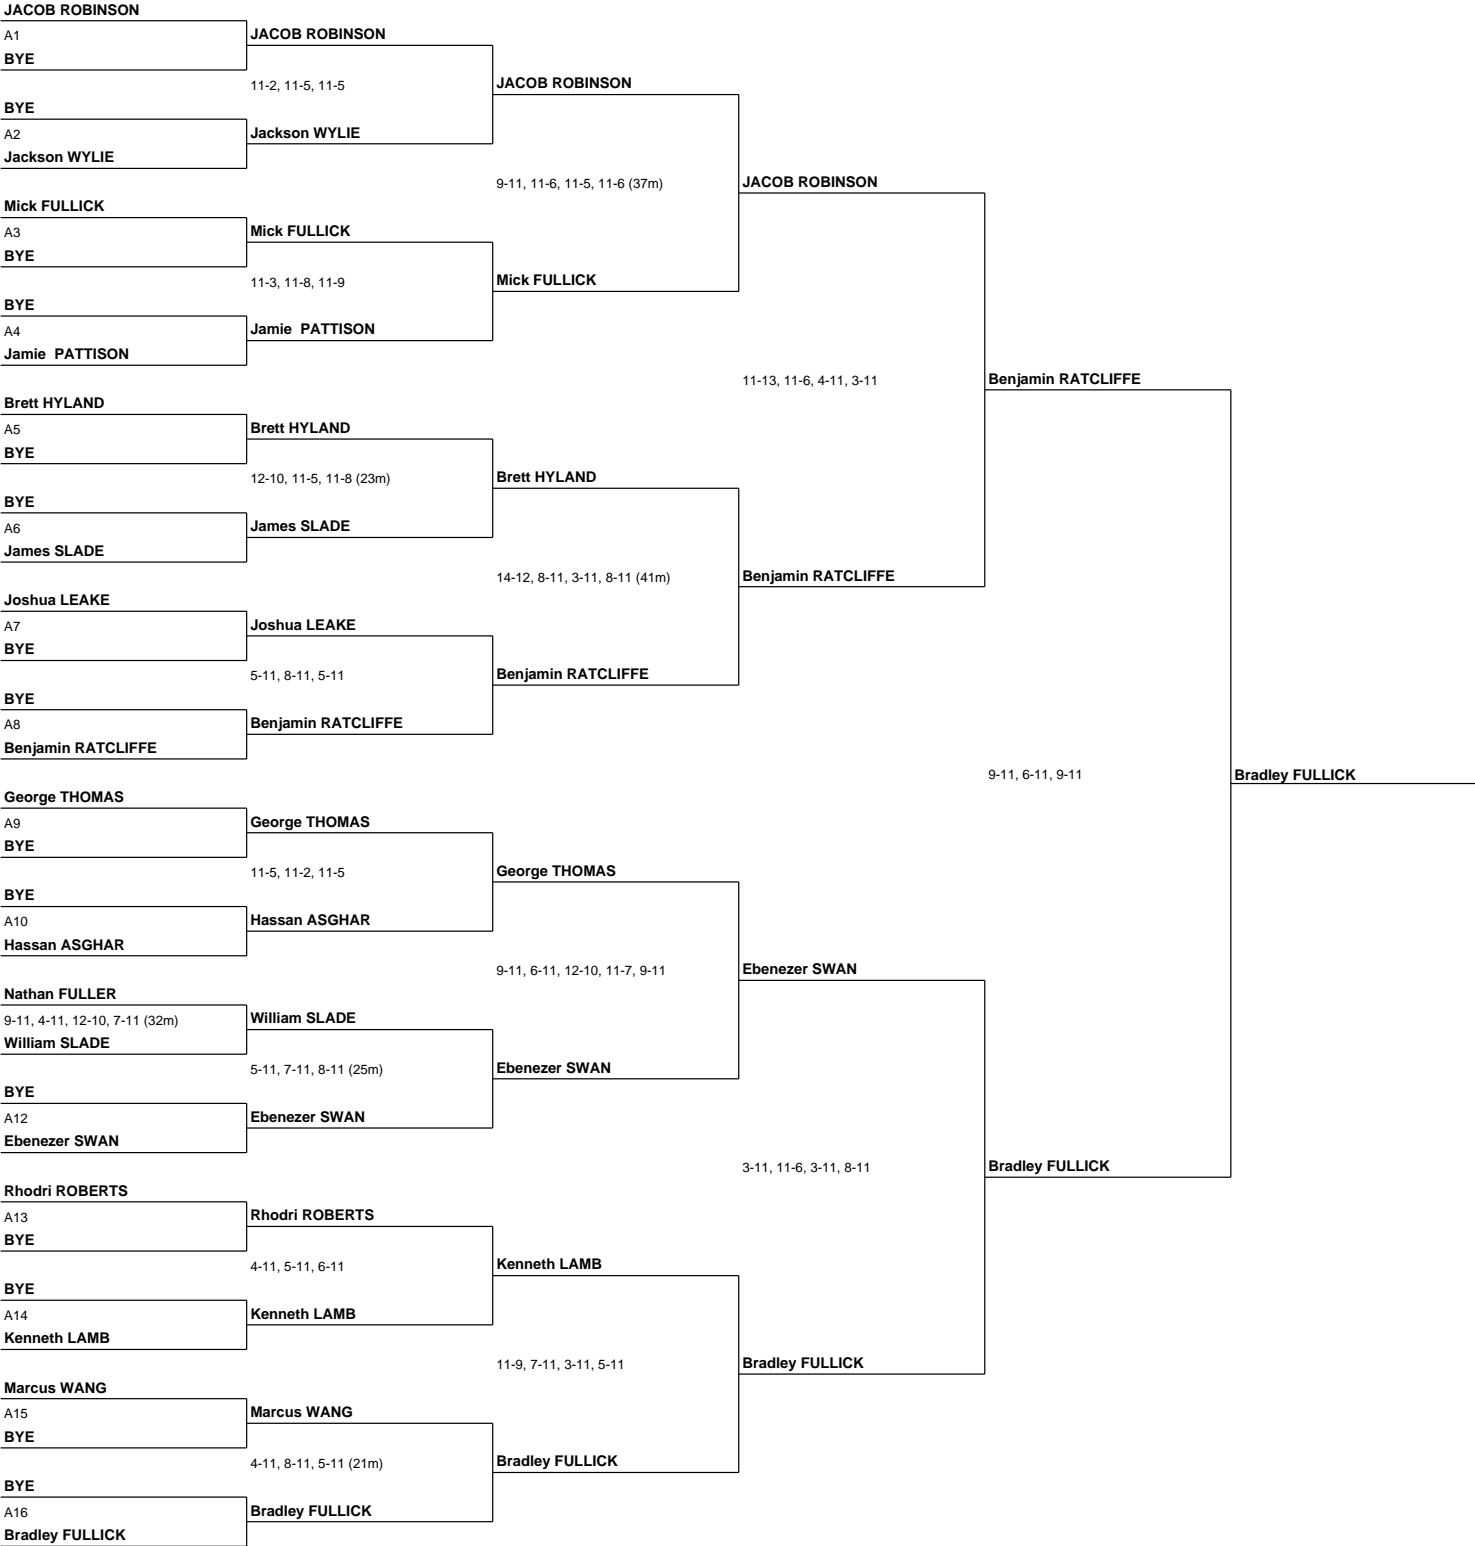 JACOB ROBINSON
A1
BYE
BYE
A2
Jackson WYLIE
Mick FULLICK
A3
BYE
BYE
A4
Jamie  PATTISON
Brett HYLAND
A5
BYE
BYE
A6
James SLADE
Joshua LEAKE
A7
BYE
BYE
A8
Benjamin RATCLIFFE
George THOMAS
A9
BYE
BYE
A10
Hassan ASGHAR
Nathan FULLER
9-11, 4-11, 12-10, 7-11 (32m)
William SLADE
BYE
A12
Ebenezer SWAN
Rhodri ROBERTS
A13
BYE
BYE
A14
Kenneth LAMB
Marcus WANG
A15
BYE
BYE
A16
Bradley FULLICK
JACOB ROBINSON
11-2, 11-5, 11-5
Jackson WYLIE
Mick FULLICK
11-3, 11-8, 11-9
Jamie  PATTISON
Brett HYLAND
12-10, 11-5, 11-8 (23m)
James SLADE
Joshua LEAKE
5-11, 8-11, 5-11
Benjamin RATCLIFFE
George THOMAS
11-5, 11-2, 11-5
Hassan ASGHAR
William SLADE
5-11, 7-11, 8-11 (25m)
Ebenezer SWAN
Rhodri ROBERTS
4-11, 5-11, 6-11
Kenneth LAMB
Marcus WANG
4-11, 8-11, 5-11 (21m)
Bradley FULLICK
JACOB ROBINSON
9-11, 11-6, 11-5, 11-6 (37m)
Mick FULLICK
Brett HYLAND
14-12, 8-11, 3-11, 8-11 (41m)
Benjamin RATCLIFFE
George THOMAS
9-11, 6-11, 12-10, 11-7, 9-11
Ebenezer SWAN
Kenneth LAMB
11-9, 7-11, 3-11, 5-11
Bradley FULLICK
JACOB ROBINSON
11-13, 11-6, 4-11, 3-11
Benjamin RATCLIFFE
Ebenezer SWAN
3-11, 11-6, 3-11, 8-11
Bradley FULLICK
Benjamin RATCLIFFE
9-11, 6-11, 9-11
Bradley FULLICK
Bradley FULLICK